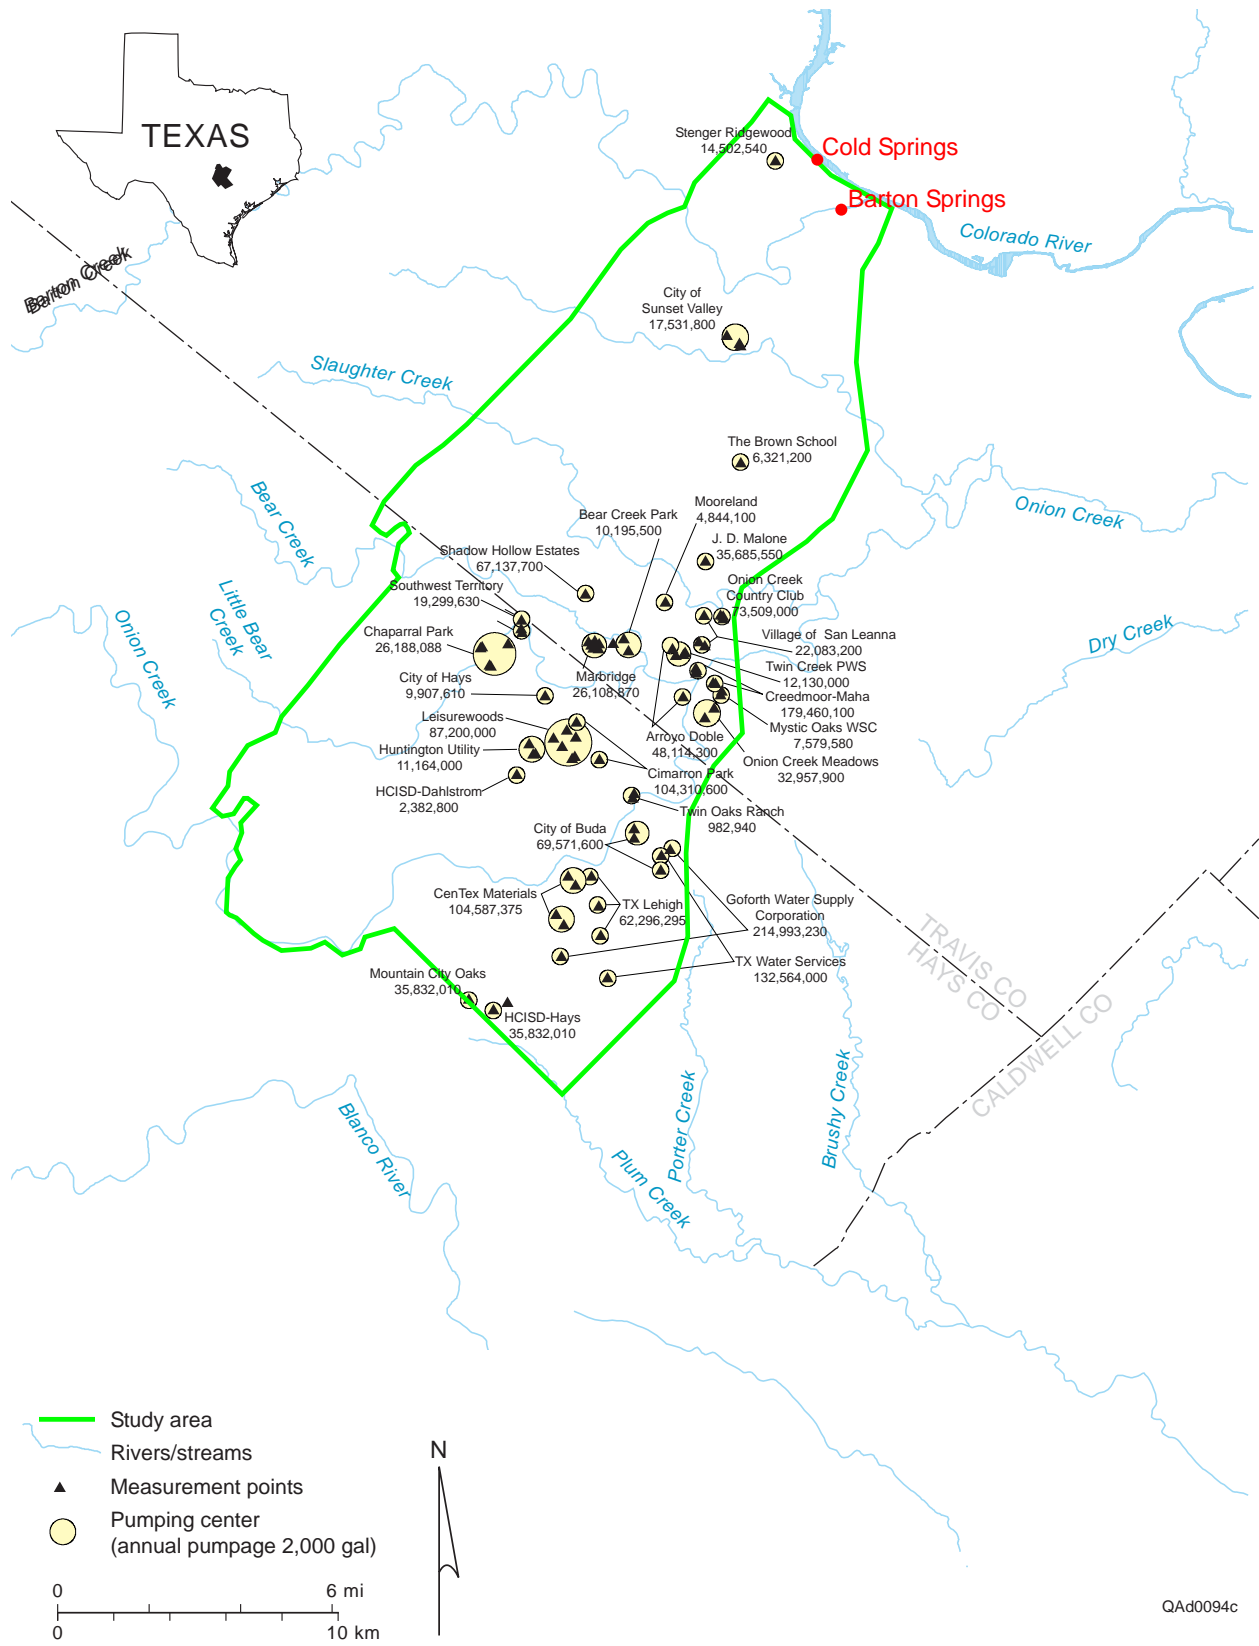 TEXAS
Stenger Ridgewood
14,502,540
Cold Springs
Barton Springs
Colorado River
Barton Creek
Barton Creek
City of
Sunset Valley
17,531,800
Slaughter Creek
The Brown School
6,321,200
Bear Creek
Mooreland
4,844,100
Bear Creek Park
10,195,500
Onion Creek
J. D. Malone
35,685,550
Shadow Hollow Estates
67,137,700
Southwest Territory
19,299,630
Onion Creek
Country Club
73,509,000
Little Bear
Creek
Onion Creek
Chaparral Park
26,188,088
Village of San Leanna
22,083,200
Dry Creek
Twin Creek PWS
12,130,000
City of Hays
9,907,610
Marbridge
26,108,870
Creedmoor-Maha
179,460,100
Leisurewoods
87,200,000
Mystic Oaks WSC
7,579,580
Arroyo Doble
48,114,300
Huntington Utility
11,164,000
Onion Creek Meadows
32,957,900
Cimarron Park
104,310,600
HCISD-Dahlstrom
2,382,800
Twin Oaks Ranch
982,940
City of Buda
69,571,600
CenTex Materials
104,587,375
TX Lehigh
62,296,295
Goforth Water Supply
Corporation
214,993,230
TX Water Services
132,564,000
Mountain City Oaks
35,832,010
HCISD-Hays
35,832,010
TRAVIS CO
HAYS CO
CALDWELL CO
Blanco River
Plum Creek
Porter Creek
Brushy Creek
Study area
Rivers/streams
Measurement points
Pumping center
(annual pumpage 2,000 gal)
N
0 6 mi
0 10 km
QAd0094c